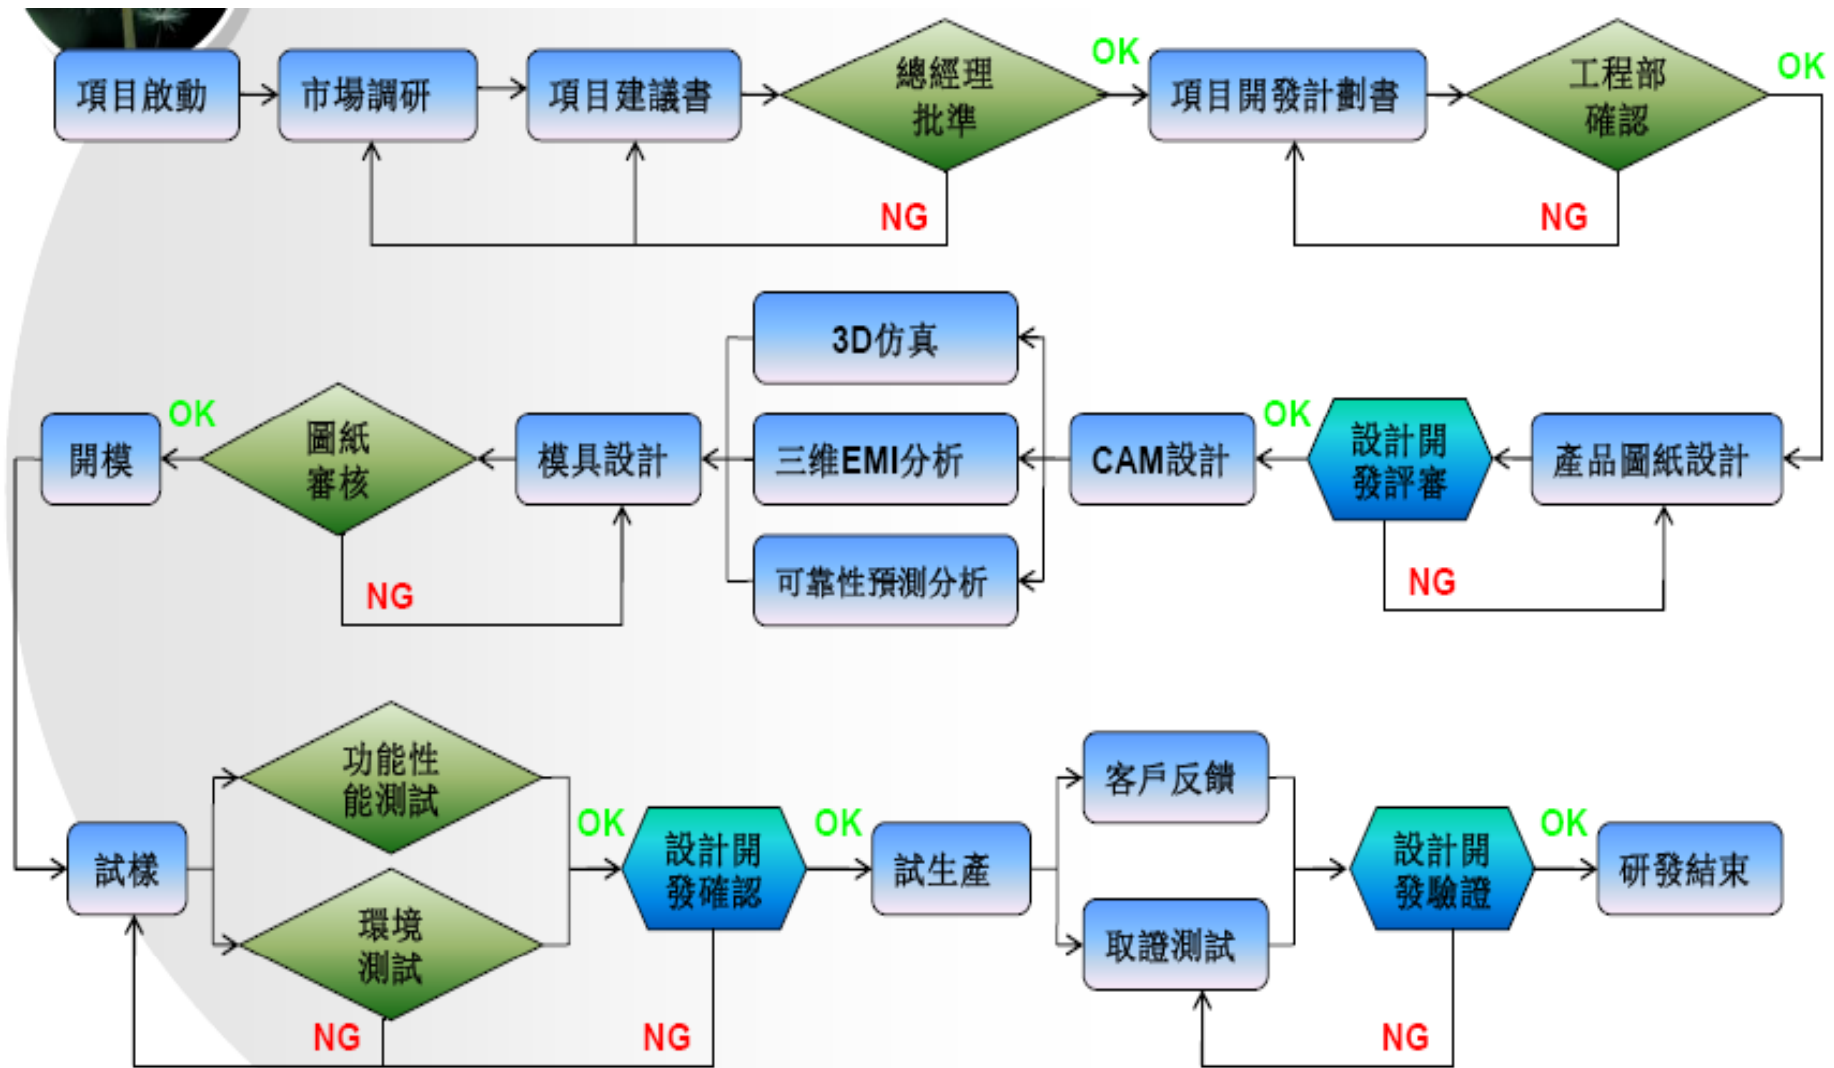 項目啟動
市場調研
項目建議書
總經理
批準
OK
NG
項目開發計劃書
工程部
確認
OK
NG
產品圖紙設計
設計開
發評審
OK
NG
CAM設計
3D仿真
三维EMI分析
可靠性預測分析
模具設計
圖紙
審核
OK
NG
開模
試樣
功能性
能測試
環境
測試
NG
OK
設計開
發確認
NG
OK
試生產
客戶反饋
取證測試
設計開
發驗證
NG
OK
研發結束